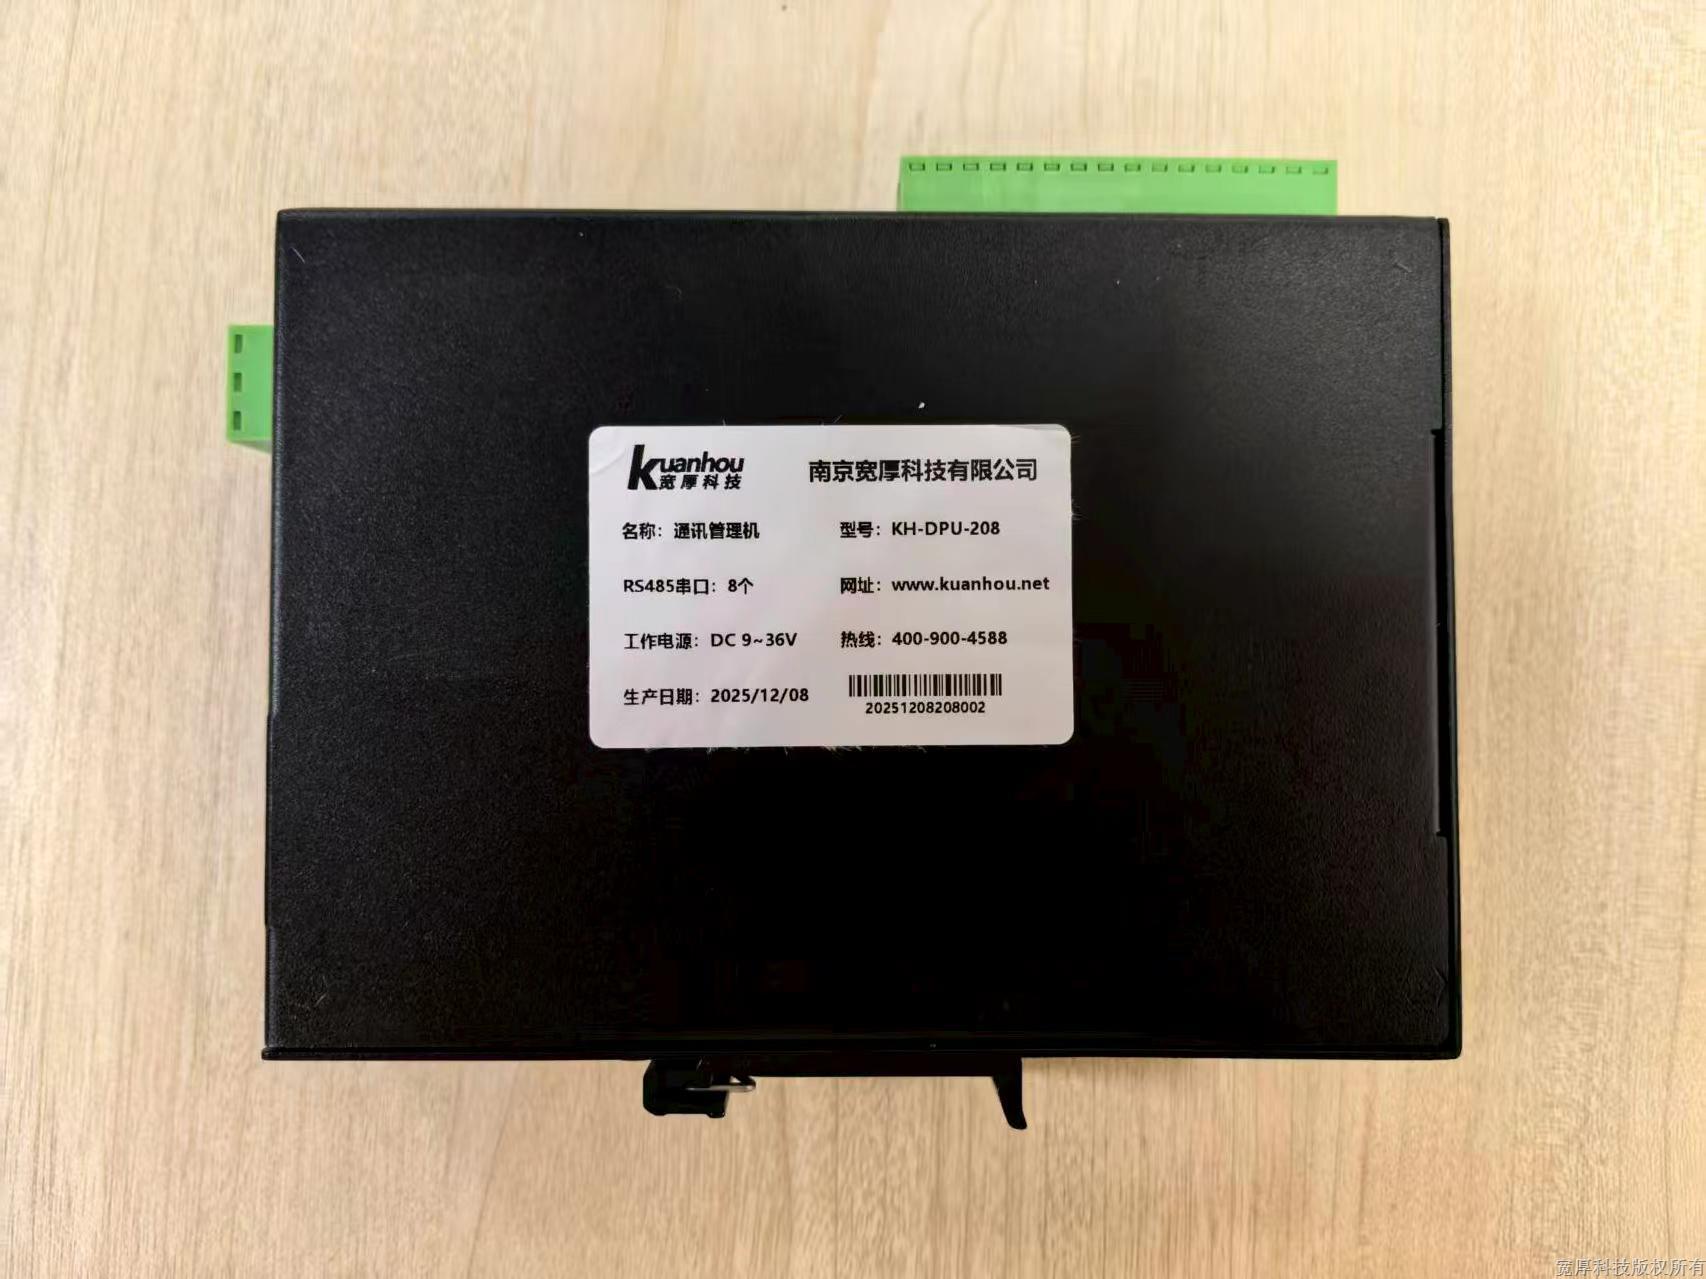 Kuanhou
宽厚科技
南京宽厚科技有限公司
名称：通讯管理机 型号：KH-DPU-208
RS485串口：8个 网址：www.kuanhou.net
工作电源：DC 9~36V 热线：400-900-4588
生产日期：2025/12/08
20251208208002
宽厚科技版权所有